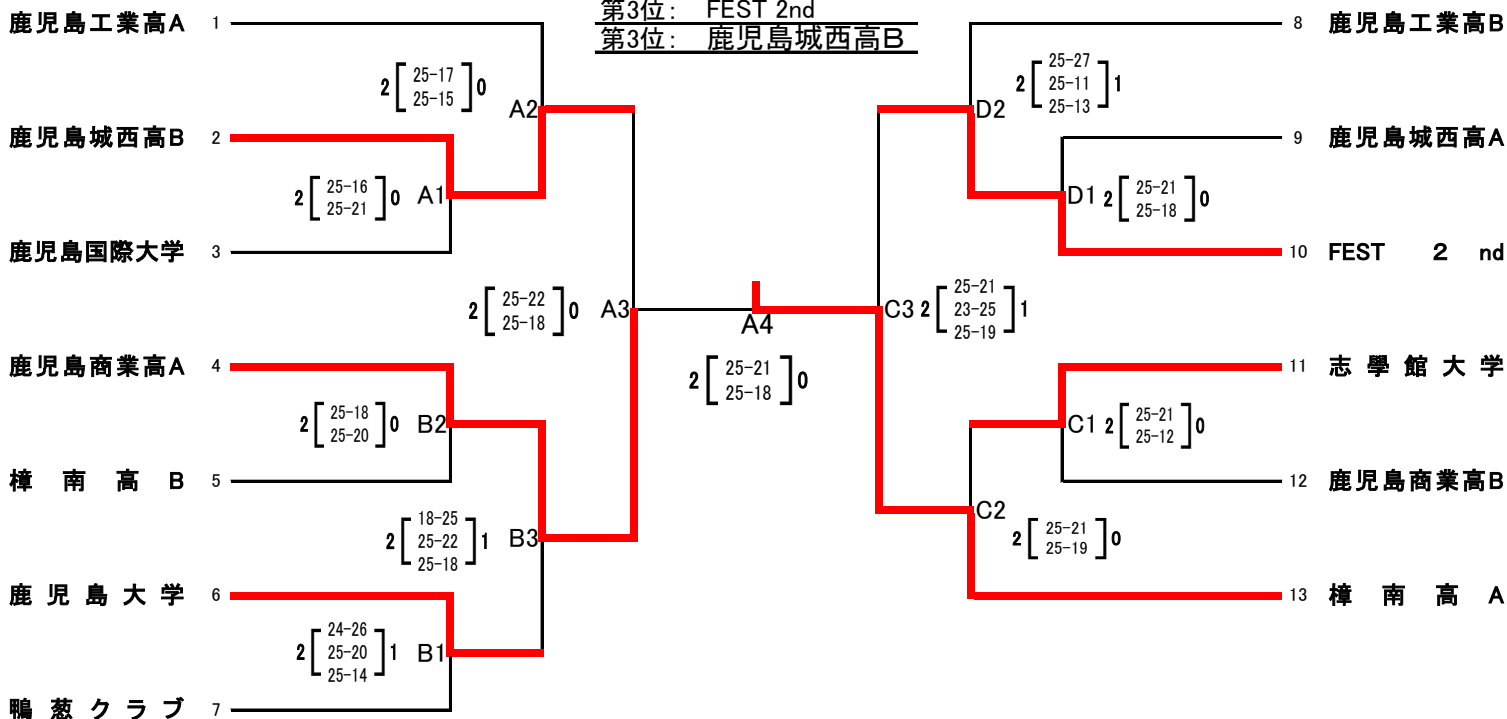 第3位： FEST 2nd
第3位： 鹿児島城西高B
鹿児島工業高A 1
2 [ 25-17 25-15 ] 0
A2
鹿児島城西高B 2
2 [ 25-16 25-21 ] 0 A1
鹿児島国際大学 3
2 [ 25-22 25-18 ] 0 A3
鹿児島商業高A 4
2 [ 25-18 25-20 ] 0 B2
樟南高B 5
2 [ 18-25 25-22 25-18 ] 1 B3
鹿児島大学 6
2 [ 24-26 25-20 25-14 ] 1 B1
鴨葱クラブ 7
A4
2 [ 25-21 25-18 ] 0
8 鹿児島工業高B
2 [ 25-27 25-11 25-13 ] 1
D2
9 鹿児島城西高A
D1 2 [ 25-21 25-18 ] 0
10 FEST 2 nd
C3 2 [ 25-21 23-25 25-19 ] 1
11 志學館大学
C1 2 [ 25-21 25-12 ] 0
12 鹿児島商業高B
C2
2 [ 25-21 25-19 ] 0
13 樟南高A